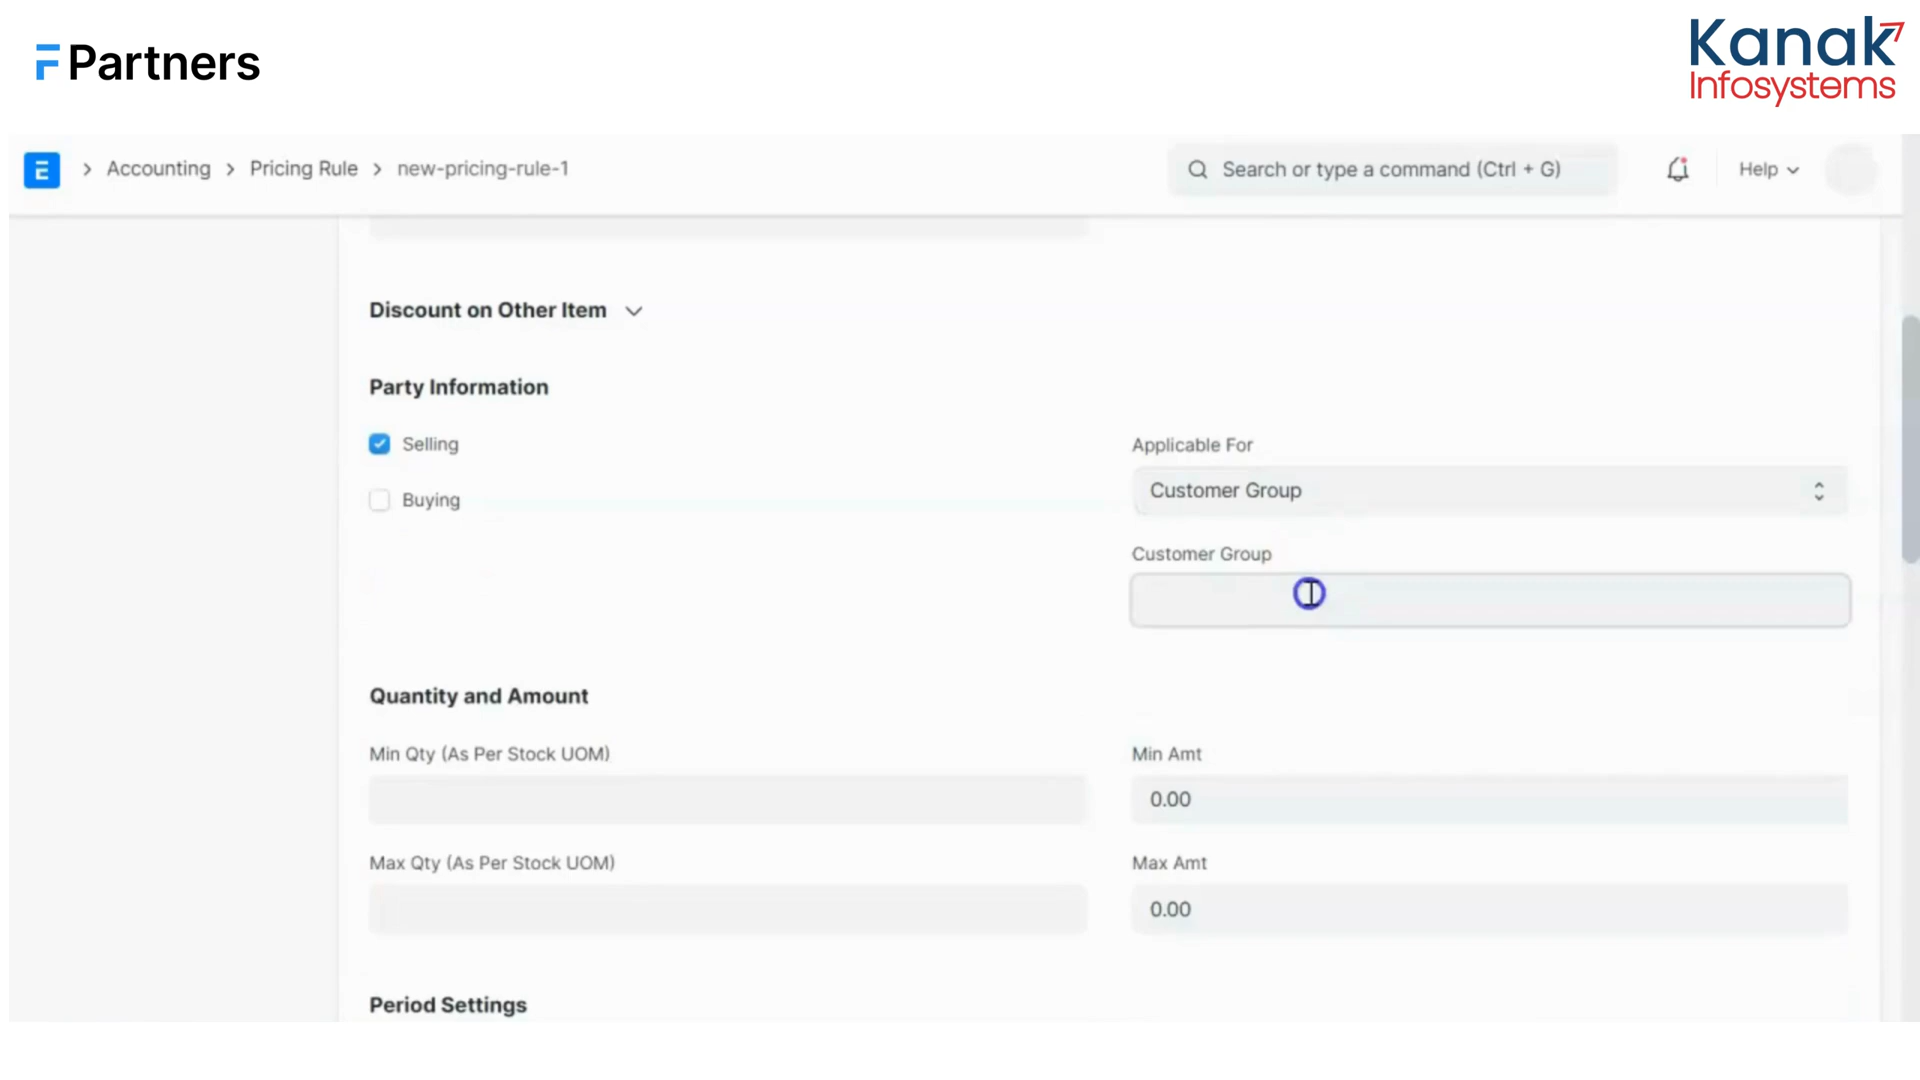 Partners
Kanak
Infosystems
Accounting > Pricing Rule > new-pricing-rule-1
Search or type a command (Ctrl + G)
Help
Discount on Other Item
Party Information
Selling
Applicable For
Customer Group
Buying
Customer Group
Quantity and Amount
Min Qty (As Per Stock UOM)
Min Amt
0.00
Max Qty (As Per Stock UOM)
Max Amt
0.00
Period Settings